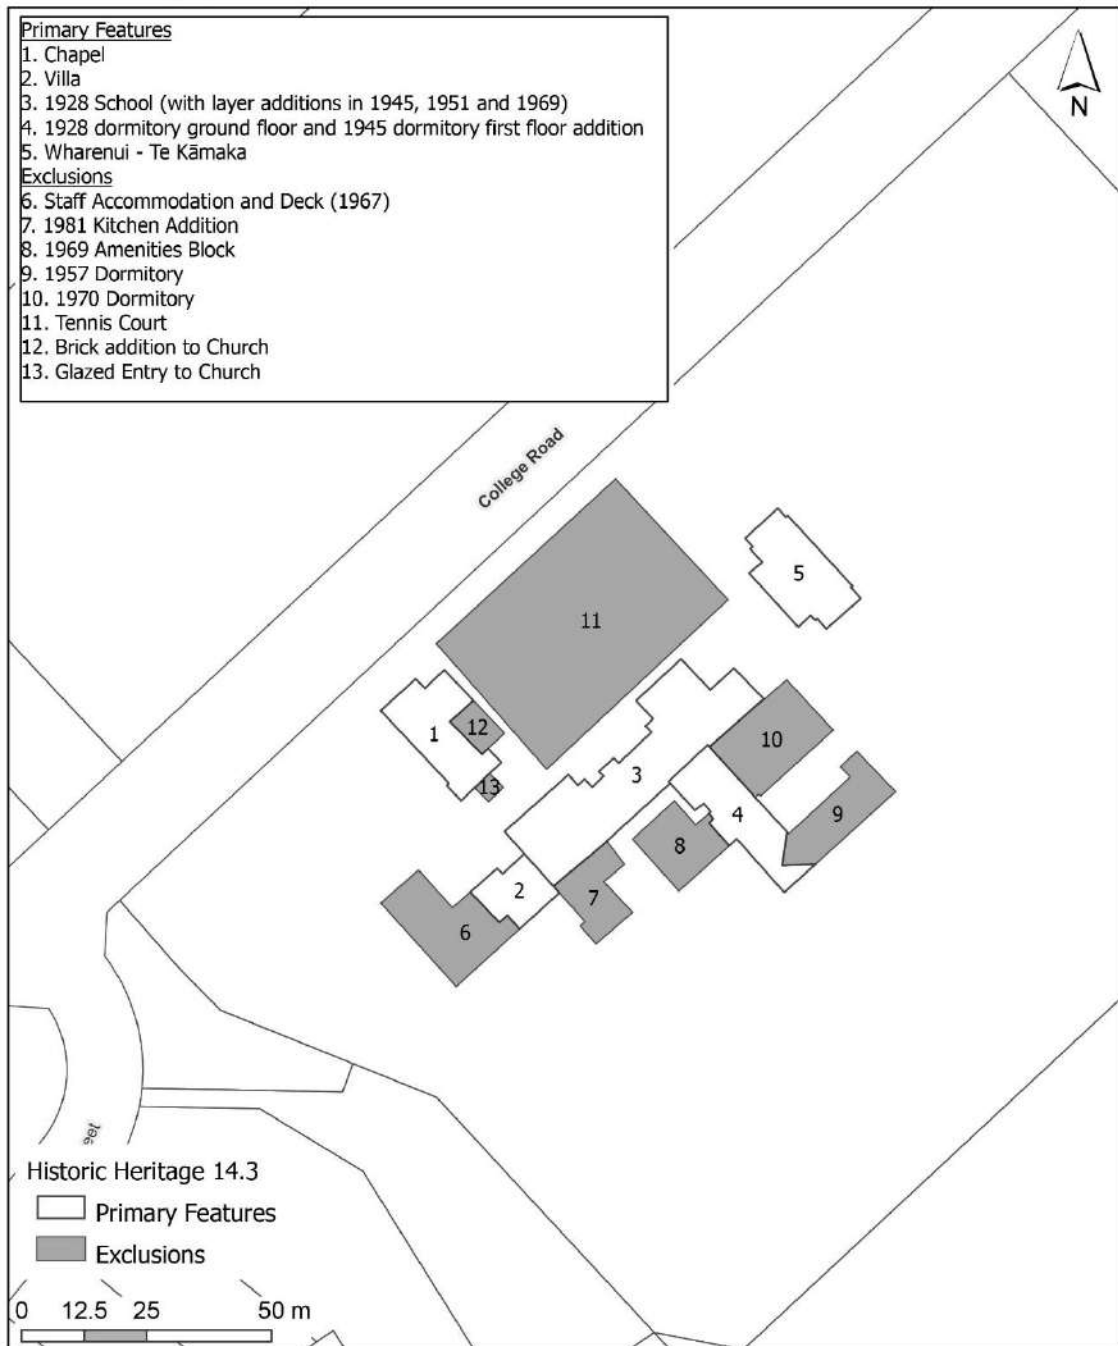 Primary Features
1. Chapel
2. Villa
3. 1928 School (with layer additions in 1945, 1951 and 1969)
4. 1928 dormitory ground floor and 1945 dormitory first floor addition
5. Wharenui - Te Kāmaka
Exclusions
6. Staff Accommodation and Deck (1967)
7. 1981 Kitchen Addition
8. 1969 Amenities Block
9. 1957 Dormitory
10. 1970 Dormitory
11. Tennis Court
12. Brick addition to Church
13. Glazed Entry to Church
N
College Road
5
11
12
1
10
3
13
4
9
8
2
7
6
eet
Historic Heritage 14.3
Primary Features
Exclusions
0 12.5 25 50 m